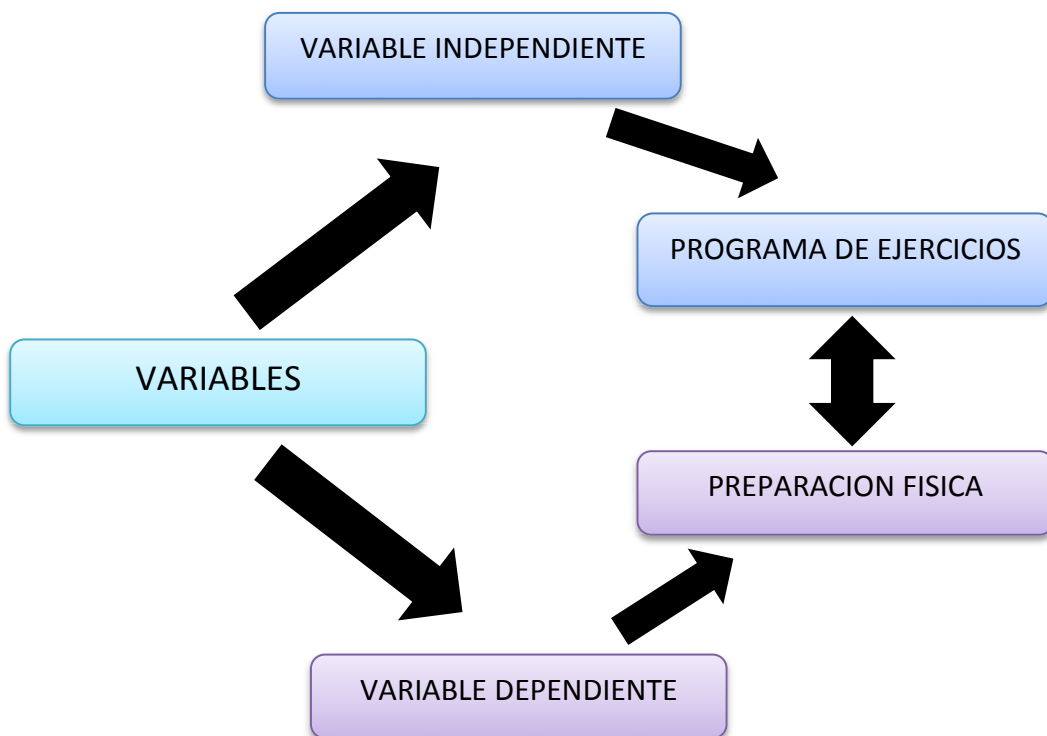 VARIABLE INDEPENDIENTE
PROGRAMA DE EJERCICIOS
VARIABLES
PREPARACION FISICA
VARIABLE DEPENDIENTE